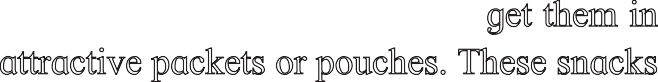 get them in
attractive packets or pouches. These snacks